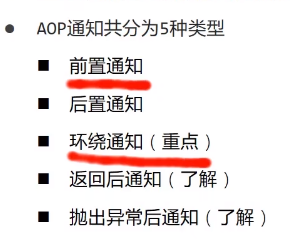 AOP通知共分为5种类型
前置通知
后置通知
环绕通知（重点）
返回后通知（了解）
抛出异常后通知（了解）